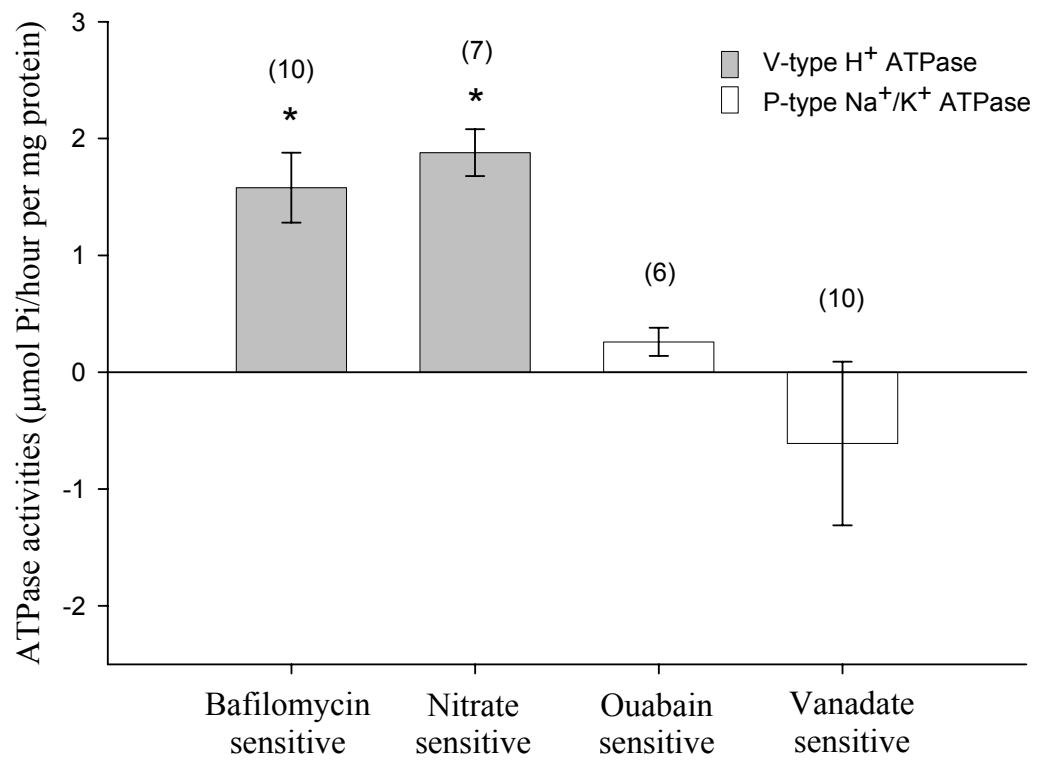 ATPase activities (µmol Pi/hour per mg protein)
3
2
1
0
-1
-2
(10)
*
(7)
*
(6)
(10)
V-type H+ ATPase
P-type Na+/K+ ATPase
Bafilomycin
sensitive
Nitrate
sensitive
Ouabain
sensitive
Vanadate
sensitive